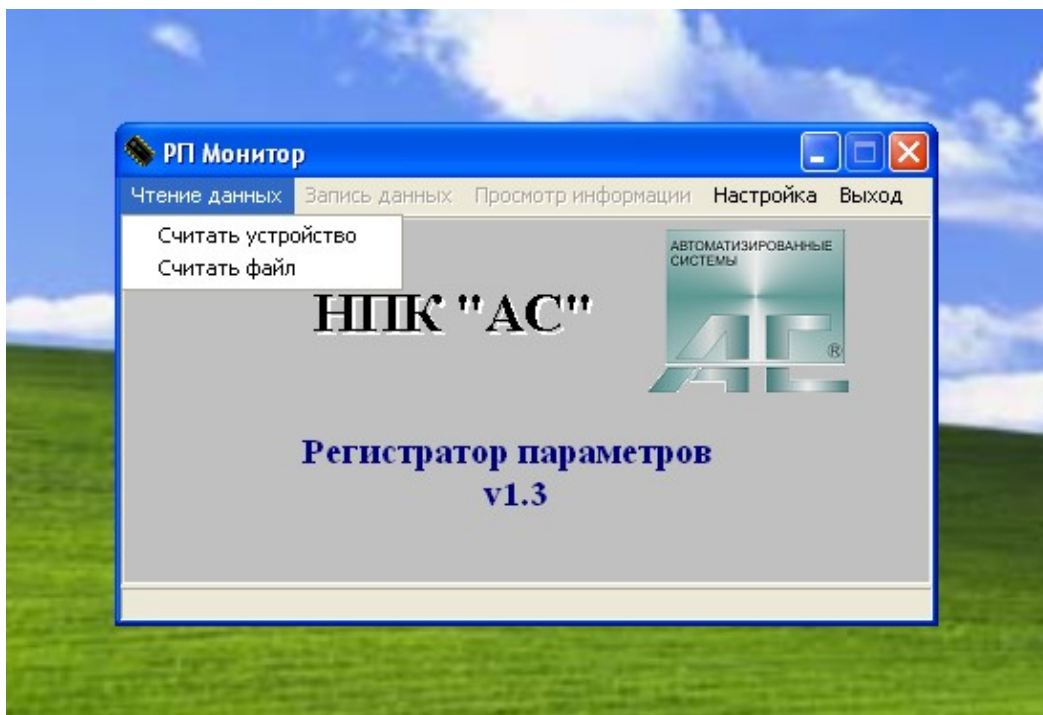 РП Монитор
Чтение данных Запись данных Просмотр информации Настройка Выход
Считать устройство
Считать файл
АВТОМАТИЗИРОВАННЫЕ
СИСТЕМЫ
НПК "АС"
АС ®
Регистратор параметров
v1.3